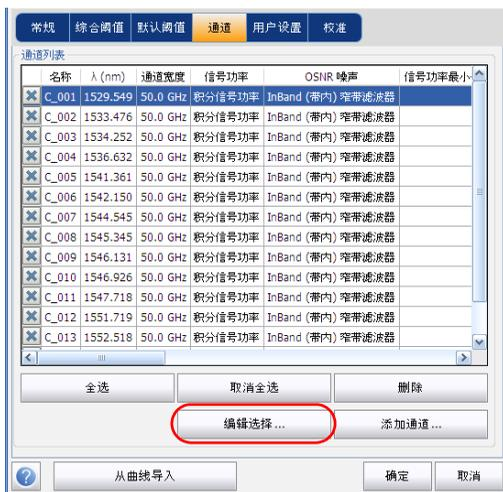 常规 综合阈值 默认阈值 通道 用户设置 校准
通道列表
名称 λ (nm) 通道宽度 信号功率 OSNR 噪声 信号功率最小
C_001 1529.549 50.0 GHz 积分信号功率 InBand (带内) 窄带滤波器
C_002 1533.476 50.0 GHz 积分信号功率 InBand (带内) 窄带滤波器
C_003 1534.252 50.0 GHz 积分信号功率 InBand (带内) 窄带滤波器
C_004 1536.632 50.0 GHz 积分信号功率 InBand (带内) 窄带滤波器
C_005 1541.361 50.0 GHz 积分信号功率 InBand (带内) 窄带滤波器
C_006 1542.150 50.0 GHz 积分信号功率 InBand (带内) 窄带滤波器
C_007 1544.545 50.0 GHz 积分信号功率 InBand (带内) 窄带滤波器
C_008 1545.345 50.0 GHz 积分信号功率 InBand (带内) 窄带滤波器
C_009 1546.131 50.0 GHz 积分信号功率 InBand (带内) 窄带滤波器
C_010 1546.926 50.0 GHz 积分信号功率 InBand (带内) 窄带滤波器
C_011 1547.718 50.0 GHz 积分信号功率 InBand (带内) 窄带滤波器
C_012 1551.719 50.0 GHz 积分信号功率 InBand (带内) 窄带滤波器
C_013 1552.518 50.0 GHz 积分信号功率 InBand (带内) 窄带滤波器
全选 取消全选 删除
编辑选择 ... 添加通道 ...
? 从曲线导入 确定 取消